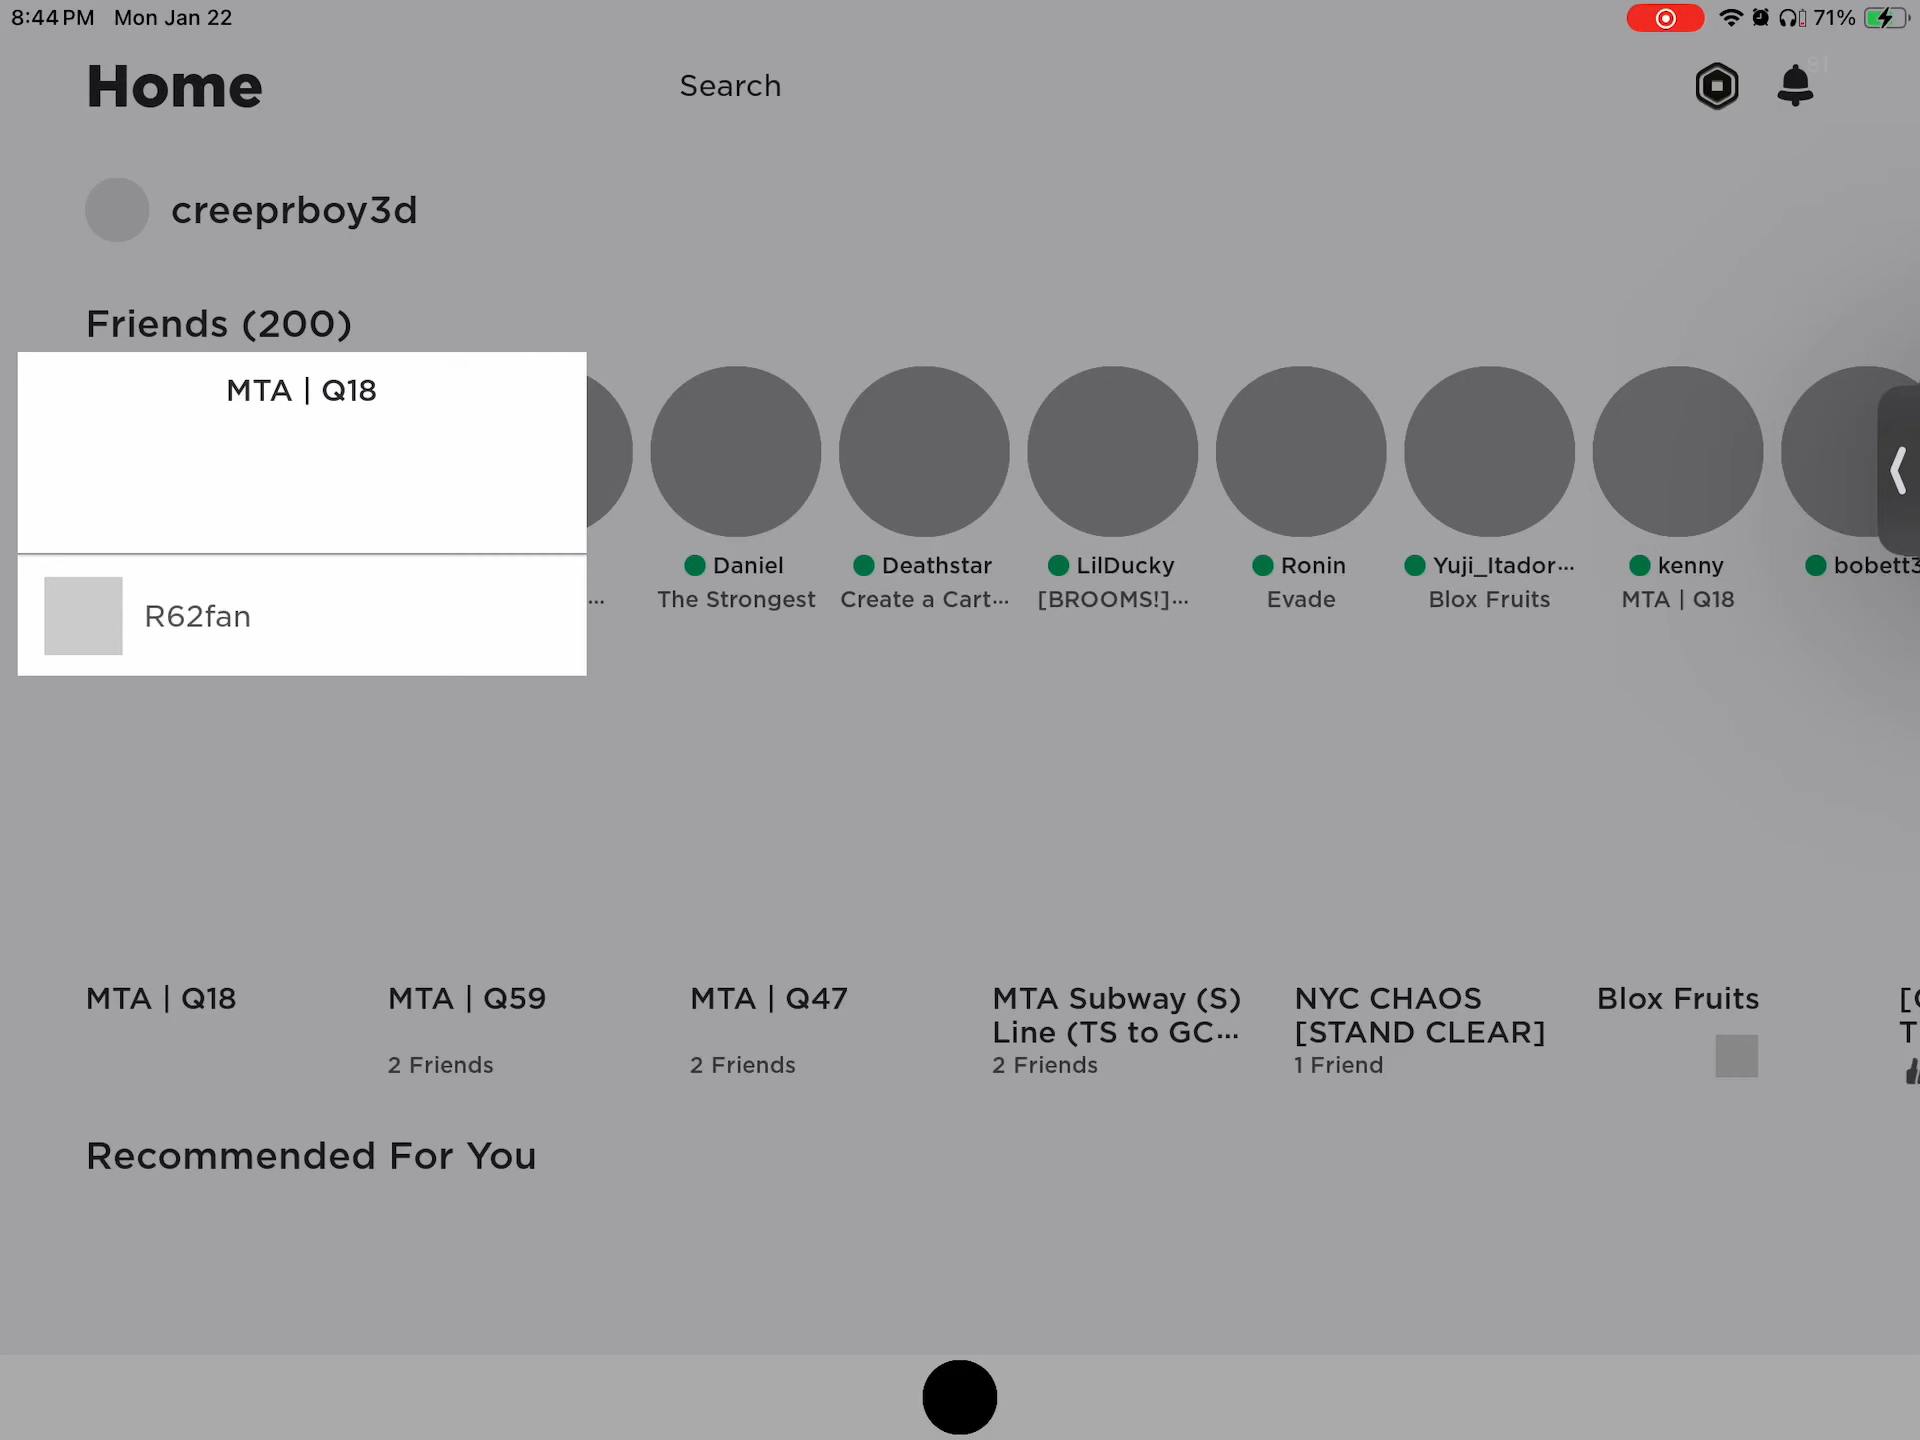 8:44 PM Mon Jan 22
71%
Home
Search
creeprboy3d
Friends (200)
MTA | Q18
R62fan
Daniel
The Strongest
Deathstar
Create a Cart...
LilDucky
[BROOMS!]...
Ronin
Evade
Yuji_Itador...
Blox Fruits
kenny
MTA | Q18
bobett3
MTA | Q18
MTA | Q59
2 Friends
MTA | Q47
2 Friends
MTA Subway (S)
Line (TS to GC...
2 Friends
NYC CHAOS
[STAND CLEAR]
1 Friend
Blox Fruits
Recommended For You